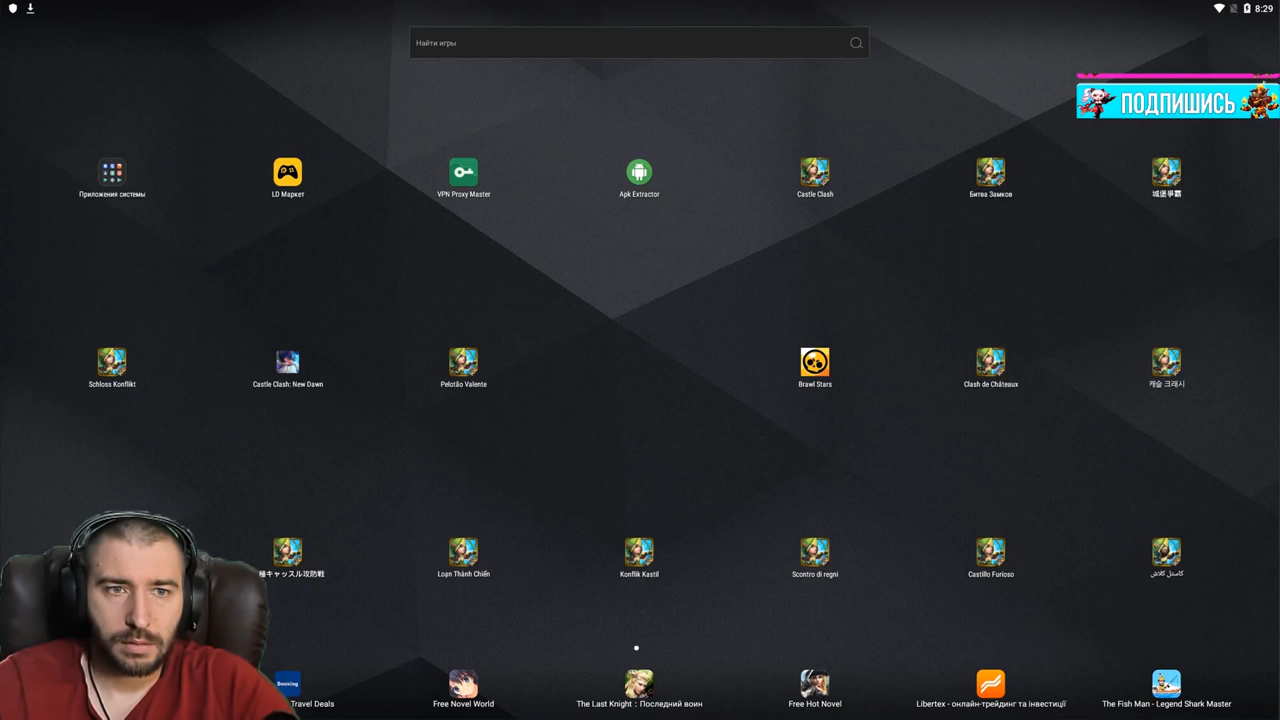 8:29
Найти игры
ПОДПИШИСЬ
Приложения системы
LD Маркет
VPN Proxy Master
Apk Extractor
Castle Clash
Битва Замков
城堡爭霸
Schloss Konflikt
Castle Clash: New Dawn
Pelotão Valente
Brawl Stars
Clash de Châteaux
캐슬 크래시
極キャッスル攻防戦
Loạn Thành Chiến
Konflik Kastil
Scontro di regni
Castillo Furioso
كاستل كلاش
Booking
Travel Deals
Free Novel World
The Last Knight : Последний воин
Free Hot Novel
Libertex - онлайн-трейдинг та інвестиції
The Fish Man - Legend Shark Master